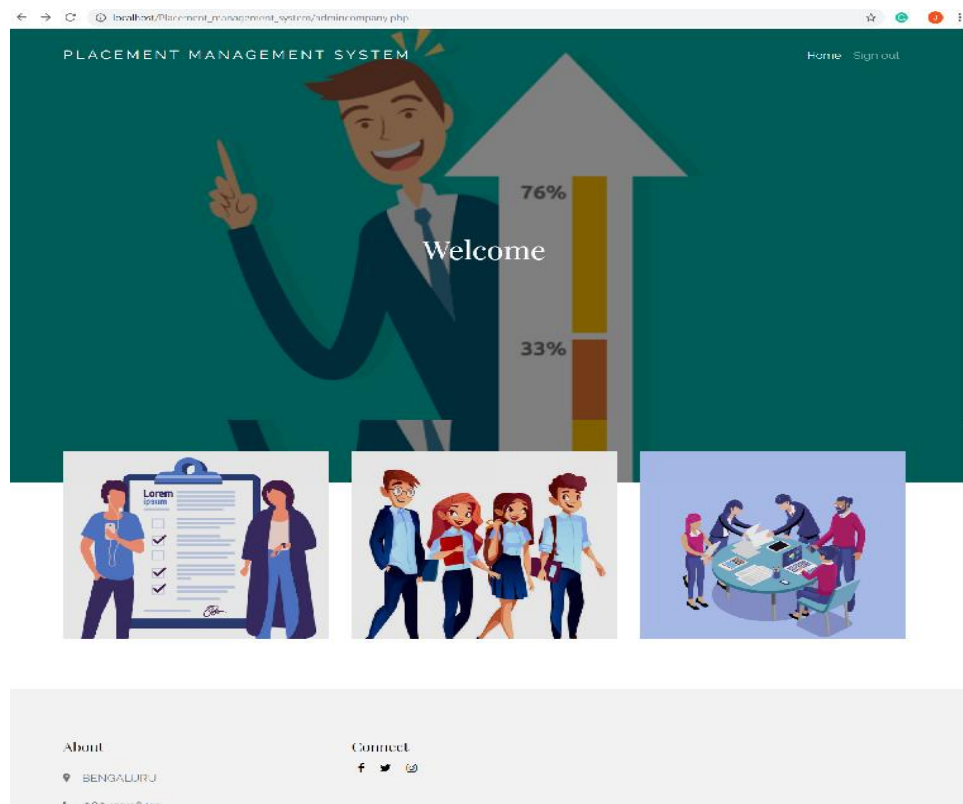 localhost/Placement_management_system/admincompany.php
J
PLACEMENT MANAGEMENT SYSTEM
Home Sign out
76%
Welcome
33%
Lorem
ipsum
About
Connect
BENGALURU